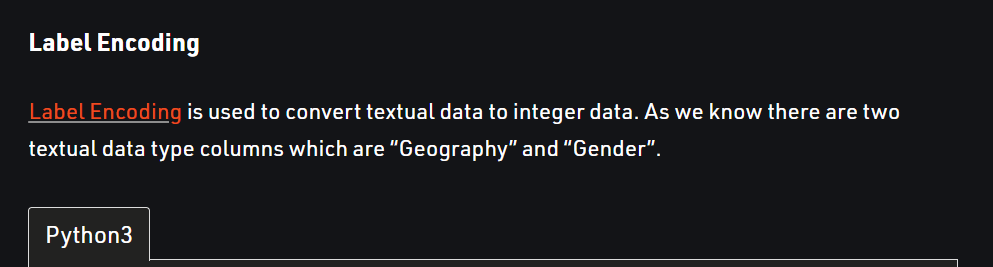 Label Encoding
Label Encoding is used to convert textual data to integer data. As we know there are two
textual data type columns which are “Geography” and “Gender”.
Python3